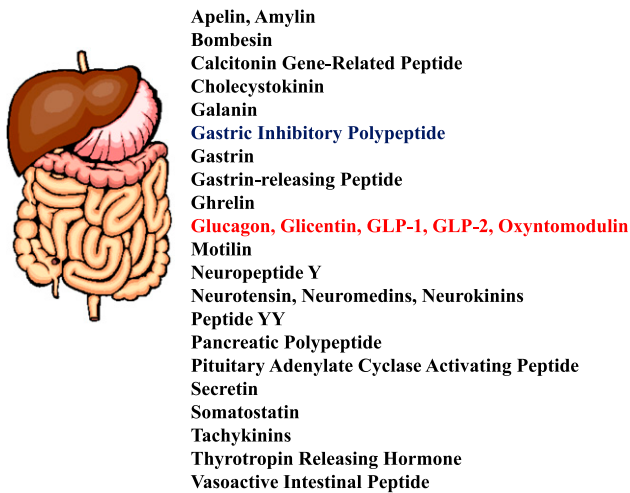 Apelin, Amylin
Bombesin
Calcitonin Gene-Related Peptide
Cholecystokinin
Galanin
Gastric Inhibitory Polypeptide
Gastrin
Gastrin-releasing Peptide
Ghrelin
Glucagon, Glicentin, GLP-1, GLP-2, Oxyntomodulin
Motilin
Neuropeptide Y
Neurotensin, Neuromedins, Neurokinins
Peptide YY
Pancreatic Polypeptide
Pituitary Adenylate Cyclase Activating Peptide
Secretin
Somatostatin
Tachykinins
Thyrotropin Releasing Hormone
Vasoactive Intestinal Peptide